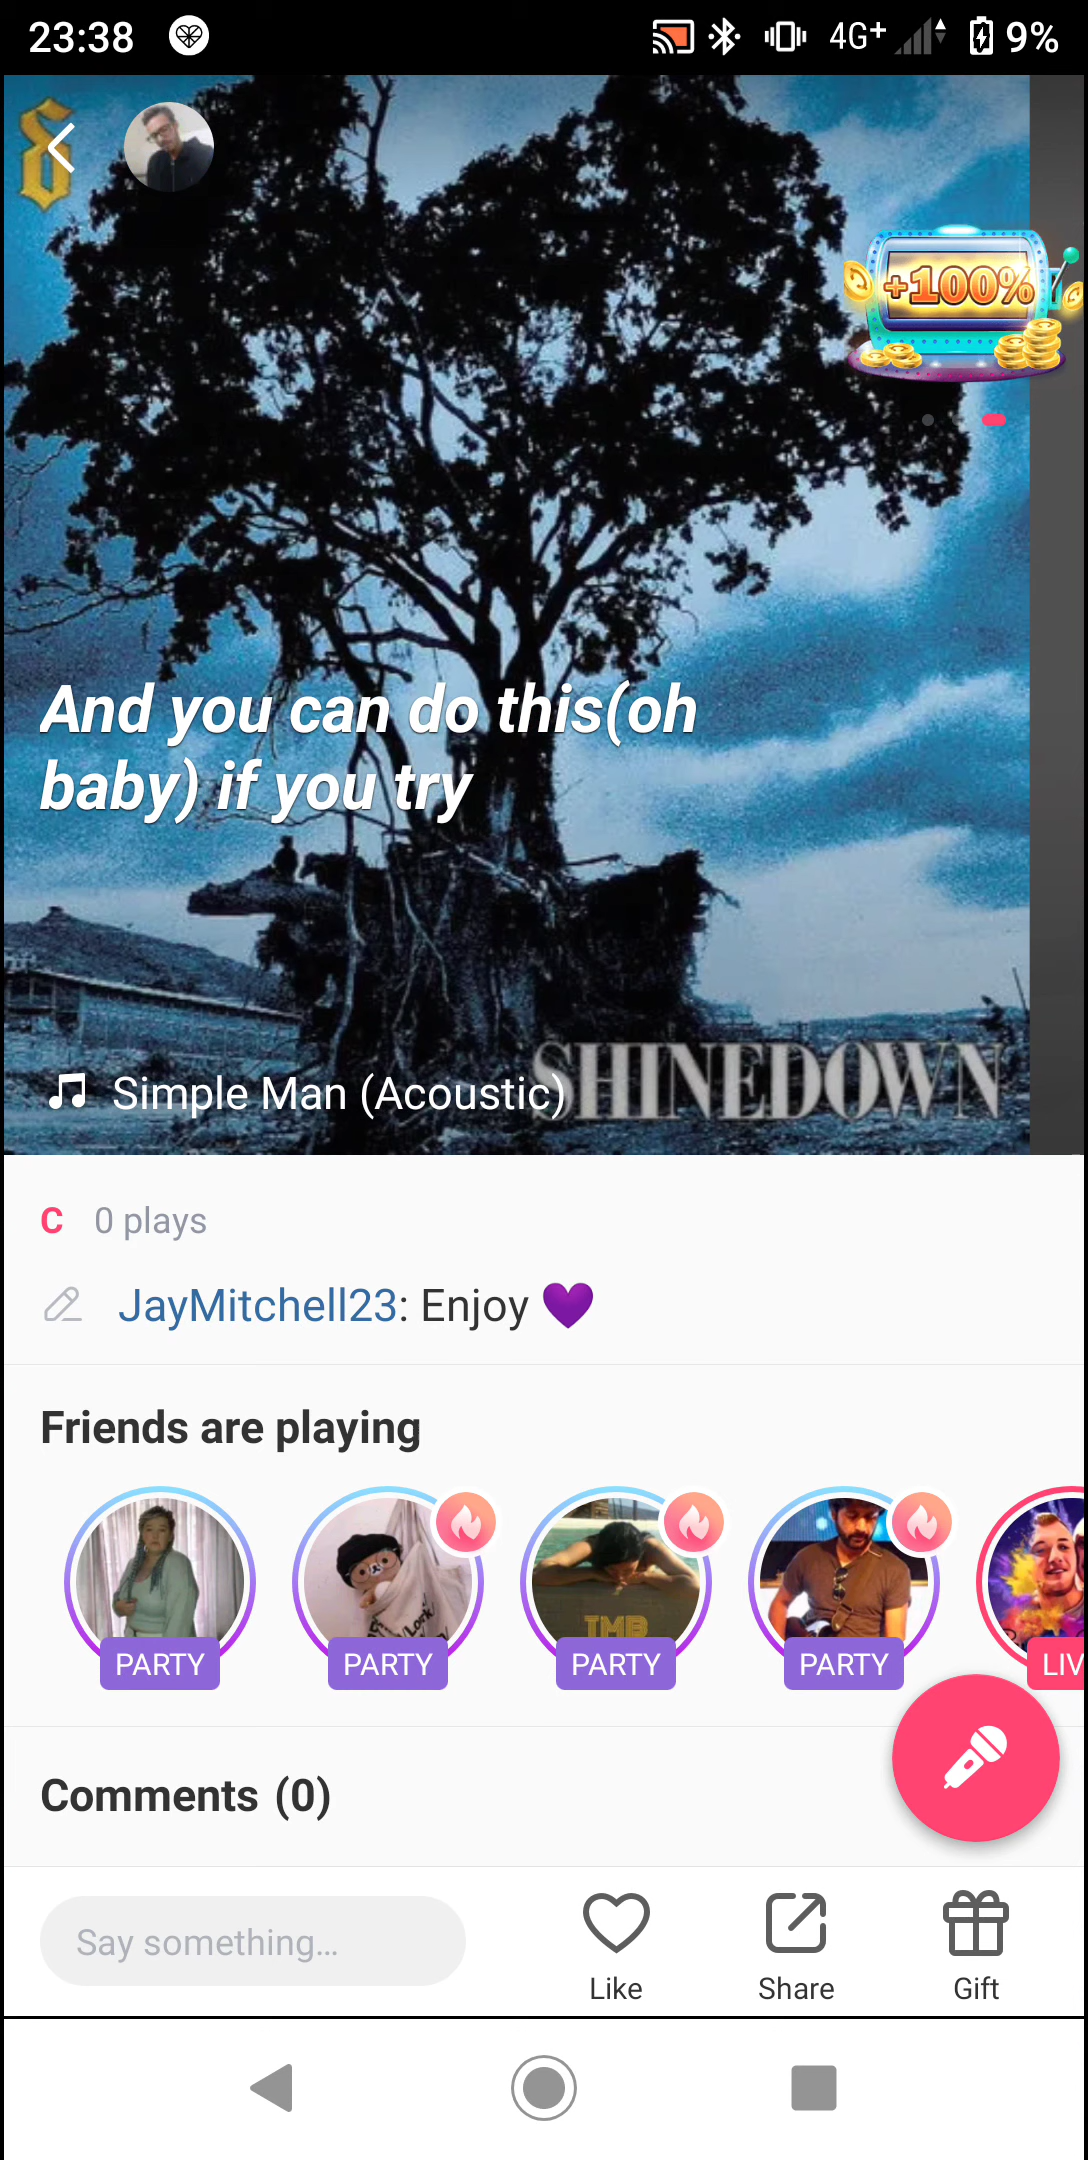 23:38
4G+
9%
+100%
And you can do this(oh
baby) if you try
SHINEDOWN
Simple Man (Acoustic)
C 0 plays
JayMitchell23: Enjoy 💜
Friends are playing
TMB
PARTY PARTY PARTY PARTY LIV
Comments (0)
Say something...
Like Share Gift